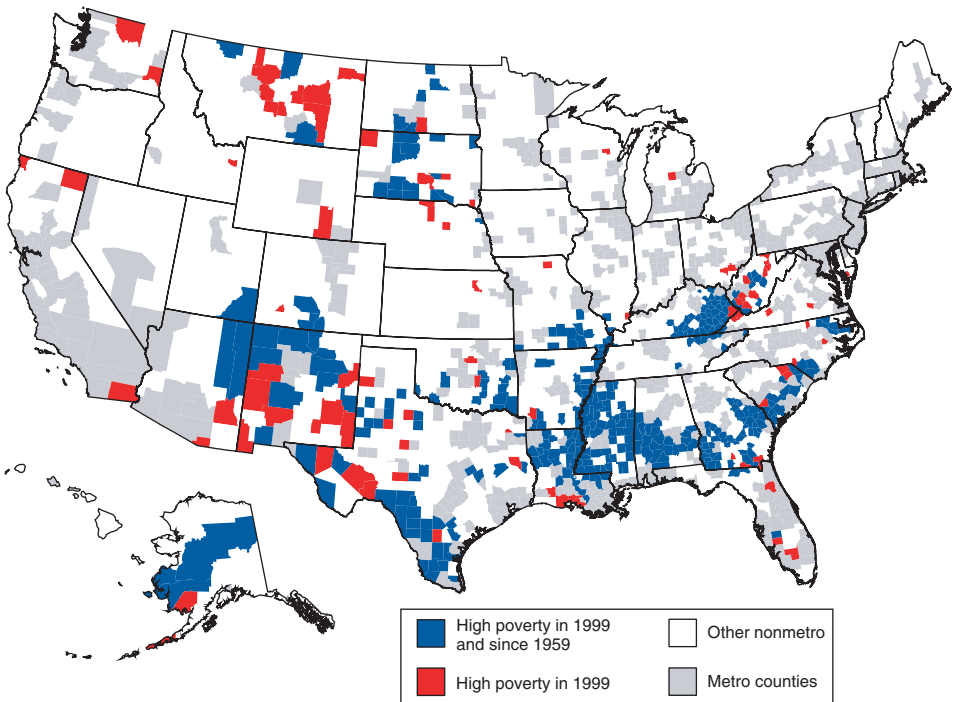 High poverty in 1999
and since 1959
High poverty in 1999
Other nonmetro
Metro counties